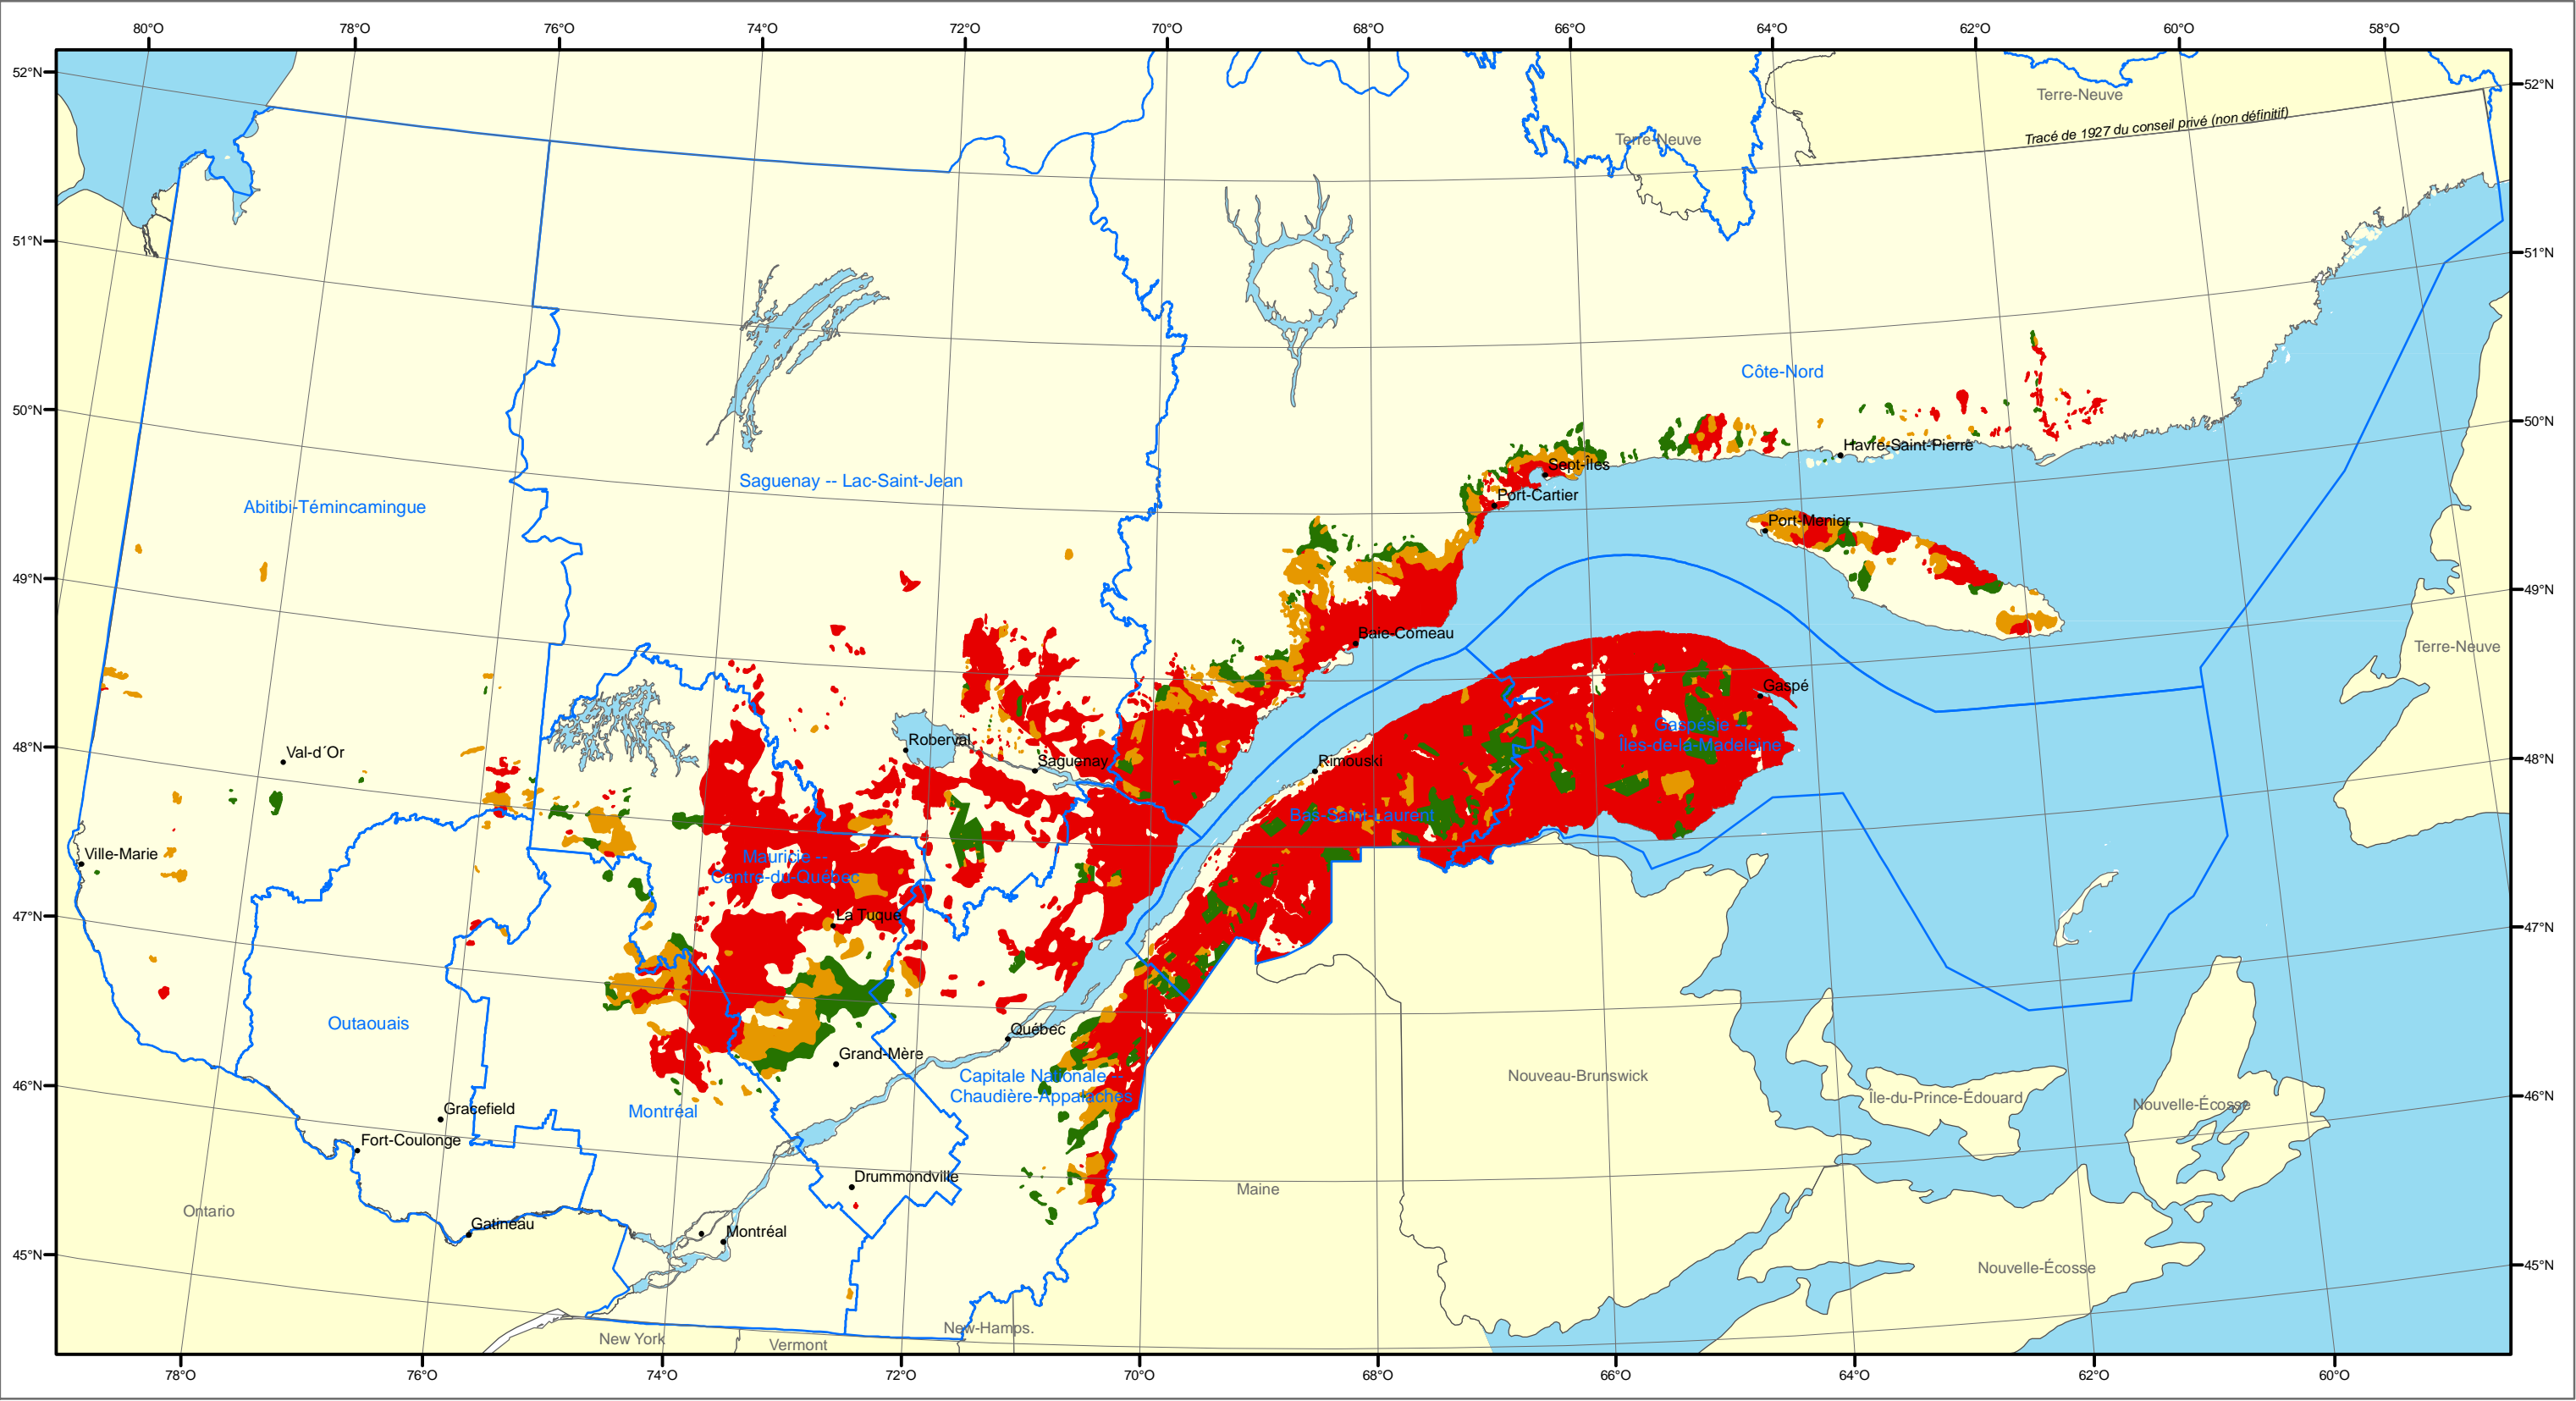 80°O 78°O 76°O 74°O 72°O 70°O 68°O 66°O 64°O 62°O 60°O 58°O
52°N
52°N
Terre-Neuve
Tracé de 1927 du conseil privé (non définitif)
Terre-Neuve
51°N
51°N
Côte-Nord
50°N
50°N
Havre-Saint-Pierre
Sept-Îles
Saguenay -- Lac-Saint-Jean
Port-Cartier
Abitibi-Témincamingue
Port-Menier
49°N
49°N
Baie-Comeau
Terre-Neuve
Gaspé
Gaspésie --
Îles-de-la-Madeleine
Roberval
48°N
Val-d´Or
Saguenay
Rimouski
48°N
Bas-Saint-Laurent
Ville-Marie
Mauricie --
Centre-du-Québec
47°N
La Tuque
47°N
Outaouais
Québec
Grand-Mère
46°N
Capitale Nationale --
Chaudière-Appalaches
Nouveau-Brunswick
Île-du-Prince-Édouard
Nouvelle-Écosse
46°N
Gracefield
Montréal
Fort-Coulonge
Drummondville
Maine
Ontario
Gatineau
Montréal
45°N
Nouvelle-Écosse
45°N
New York
Vermont
New-Hamps.
78°O 76°O 74°O 72°O 70°O 68°O 66°O 64°O 62°O 60°O